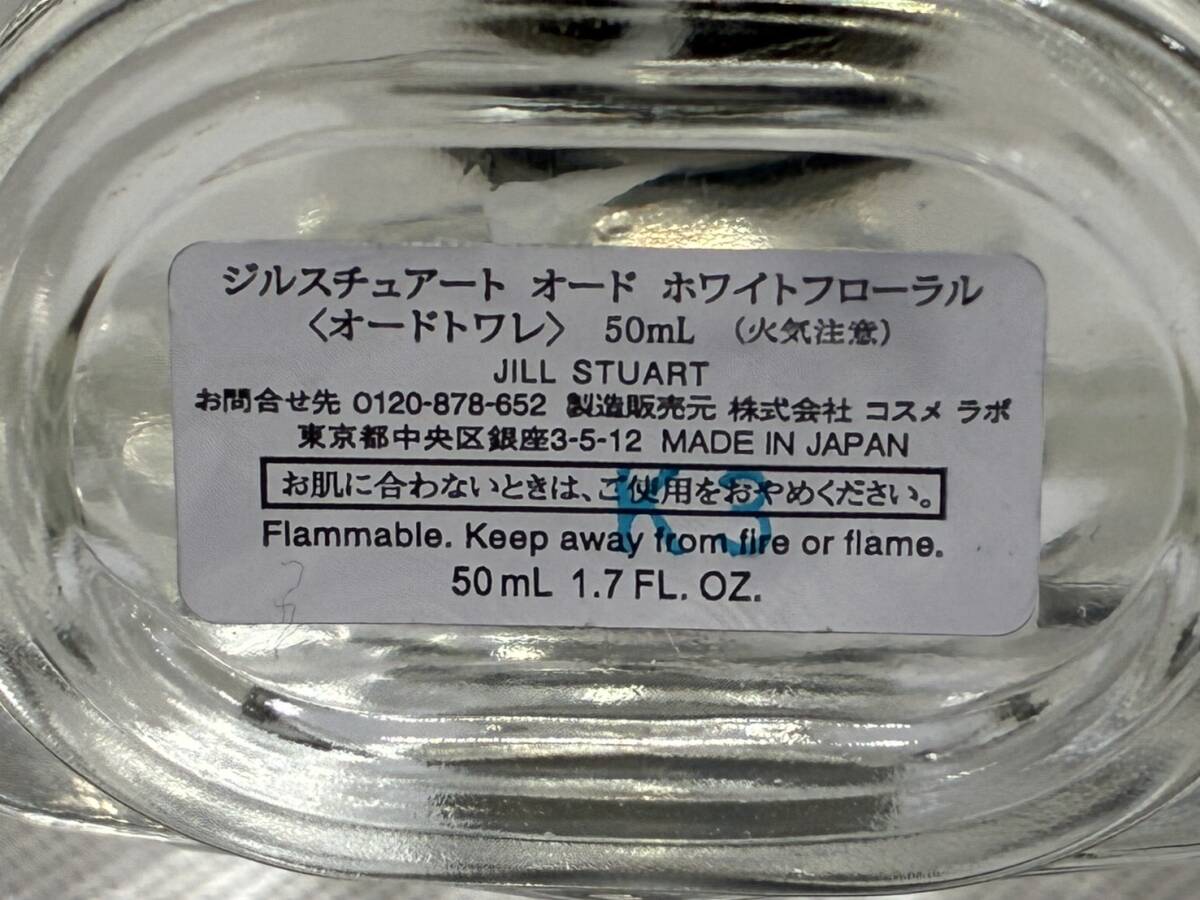 ジルスチュアート オード ホワイトフローラル
〈オードトワレ〉 50mL （火気注意）
JILL STUART
お問合せ先 0120-878-652 製造販売元 株式会社 コスメ ラボ
東京都中央区銀座3-5-12 MADE IN JAPAN
お肌に合わないときは、ご使用をおやめください。
K3
Flammable. Keep away from fire or flame.
50mL 1.7 FL. OZ.